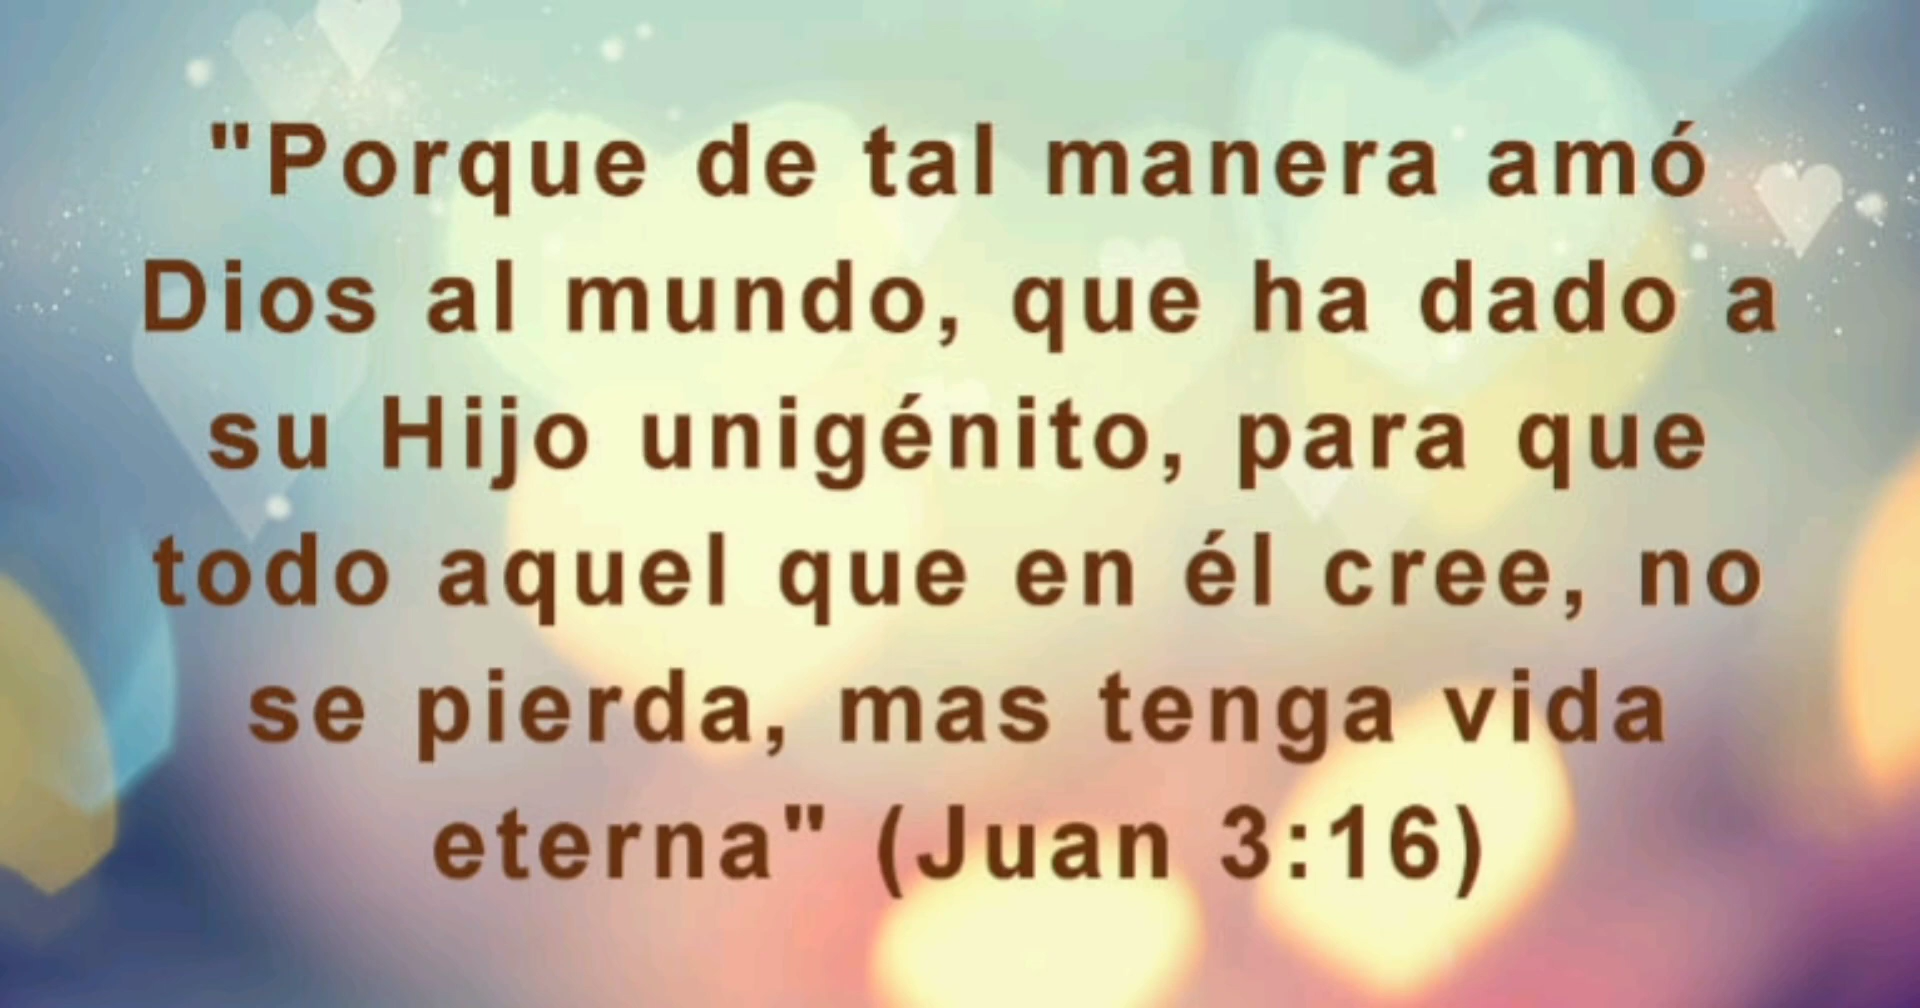 "Porque de tal manera amó
Dios al mundo, que ha dado a
su Hijo unigénito, para que
todo aquel que en él cree, no
se pierda, mas tenga vida
eterna" (Juan 3:16)